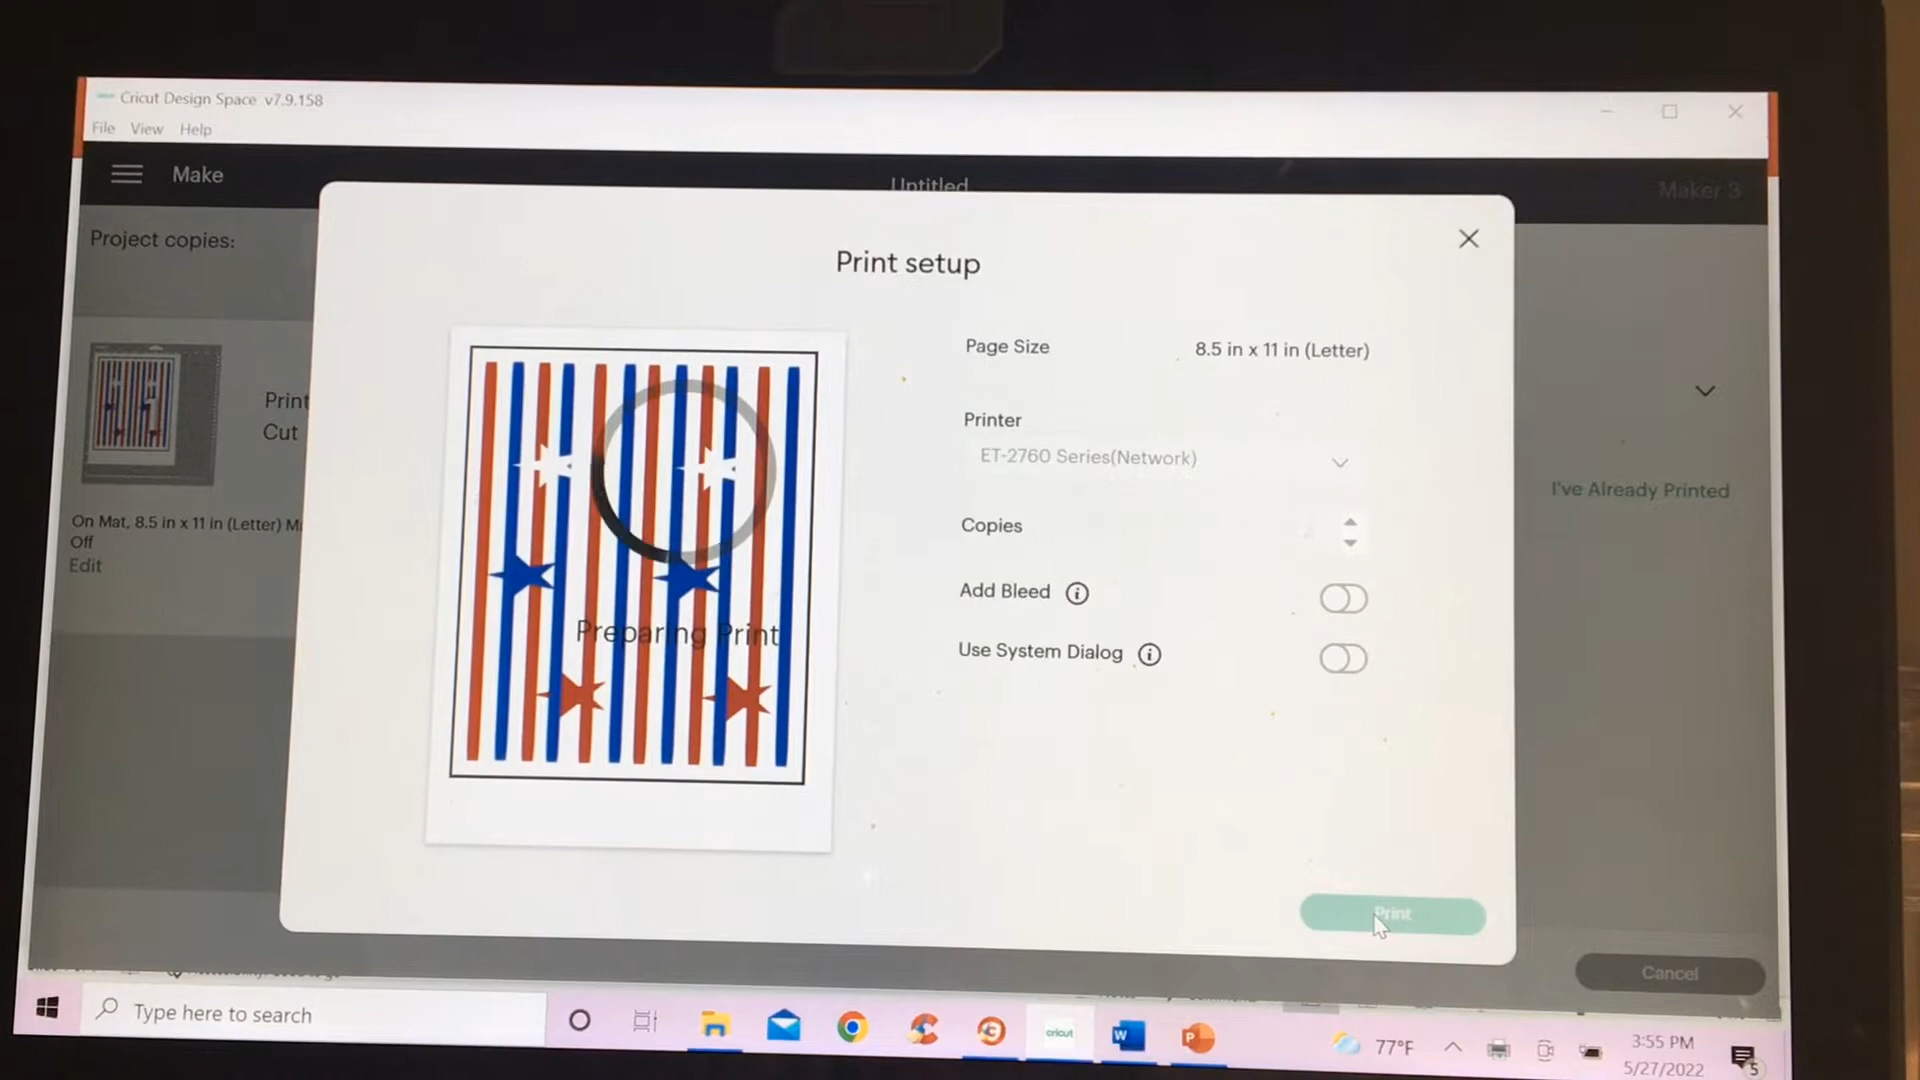 Cricut Design Space v7.9.158
File View Help
Make
Untitled
Maker 3
Project copies:
Print setup
Page Size
8.5 in x 11 in (Letter)
Printer
ET-2760 Series(Network)
Copies
Add Bleed
Use System Dialog
Preparing Print
Print
Cut
On Mat, 8.5 in x 11 in (Letter)
Off
Edit
I've Already Printed
Print
Cancel
Type here to search
cricut
W
P
77°F
3:55 PM
5/27/2022
5